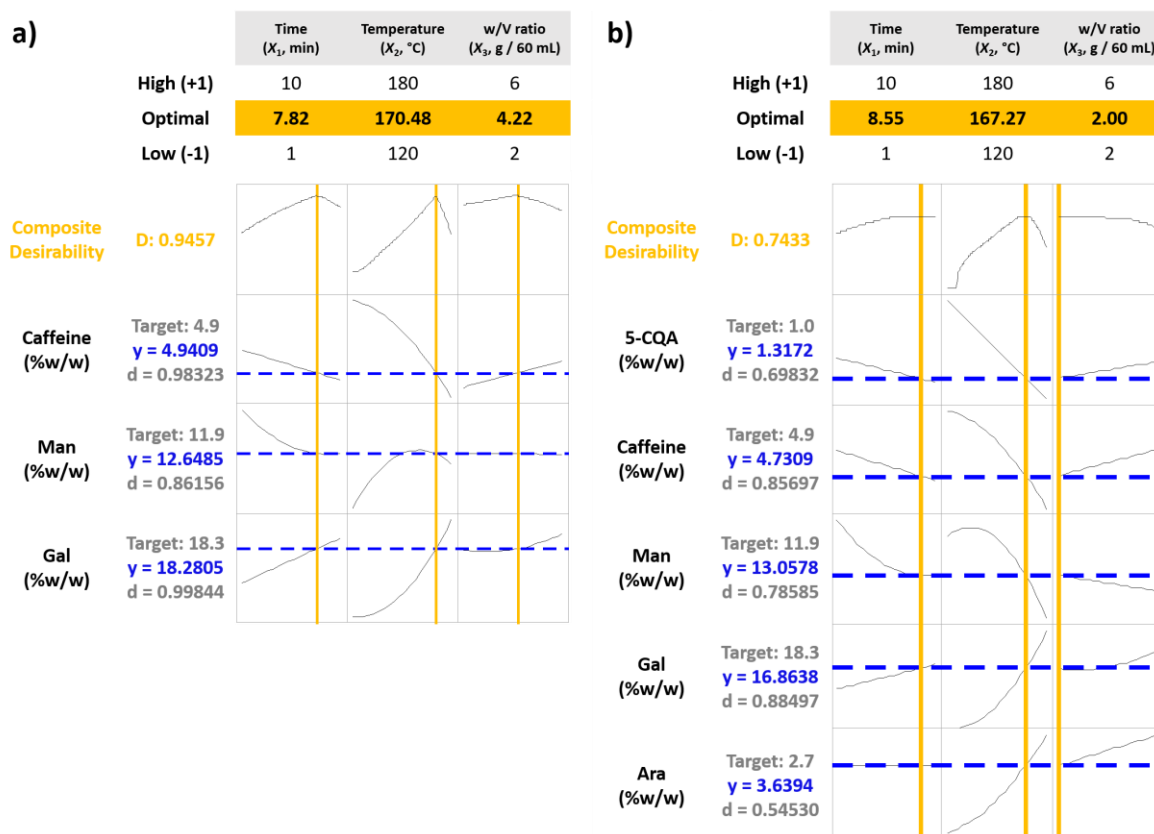 a)
Time
(X₁, min)
Temperature
(X₂, °C)
w/V ratio
(X₃, g / 60 mL)
High (+1) 10 180 6
Optimal 7.82 170.48 4.22
Low (-1) 1 120 2
Composite
Desirability
D: 0.9457
Caffeine
(%w/w)
Target: 4.9
y = 4.9409
d = 0.98323
Man
(%w/w)
Target: 11.9
y = 12.6485
d = 0.86156
Gal
(%w/w)
Target: 18.3
y = 18.2805
d = 0.99844
b)
Time
(X₁, min)
Temperature
(X₂, °C)
w/V ratio
(X₃, g / 60 mL)
High (+1) 10 180 6
Optimal 8.55 167.27 2.00
Low (-1) 1 120 2
Composite
Desirability
D: 0.7433
5-CQA
(%w/w)
Target: 1.0
y = 1.3172
d = 0.69832
Caffeine
(%w/w)
Target: 4.9
y = 4.7309
d = 0.85697
Man
(%w/w)
Target: 11.9
y = 13.0578
d = 0.78585
Gal
(%w/w)
Target: 18.3
y = 16.8638
d = 0.88497
Ara
(%w/w)
Target: 2.7
y = 3.6394
d = 0.54530